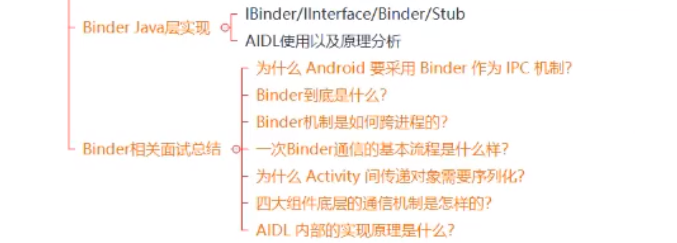 Binder Java层实现
IBinder/IInterface/Binder/Stub
AIDL使用以及原理分析
Binder相关面试总结
为什么 Android 要采用 Binder 作为 IPC 机制?
Binder到底是什么?
Binder机制是如何跨进程的?
一次Binder通信的基本流程是什么样?
为什么 Activity 间传递对象需要序列化?
四大组件底层的通信机制是怎样的?
AIDL 内部的实现原理是什么?